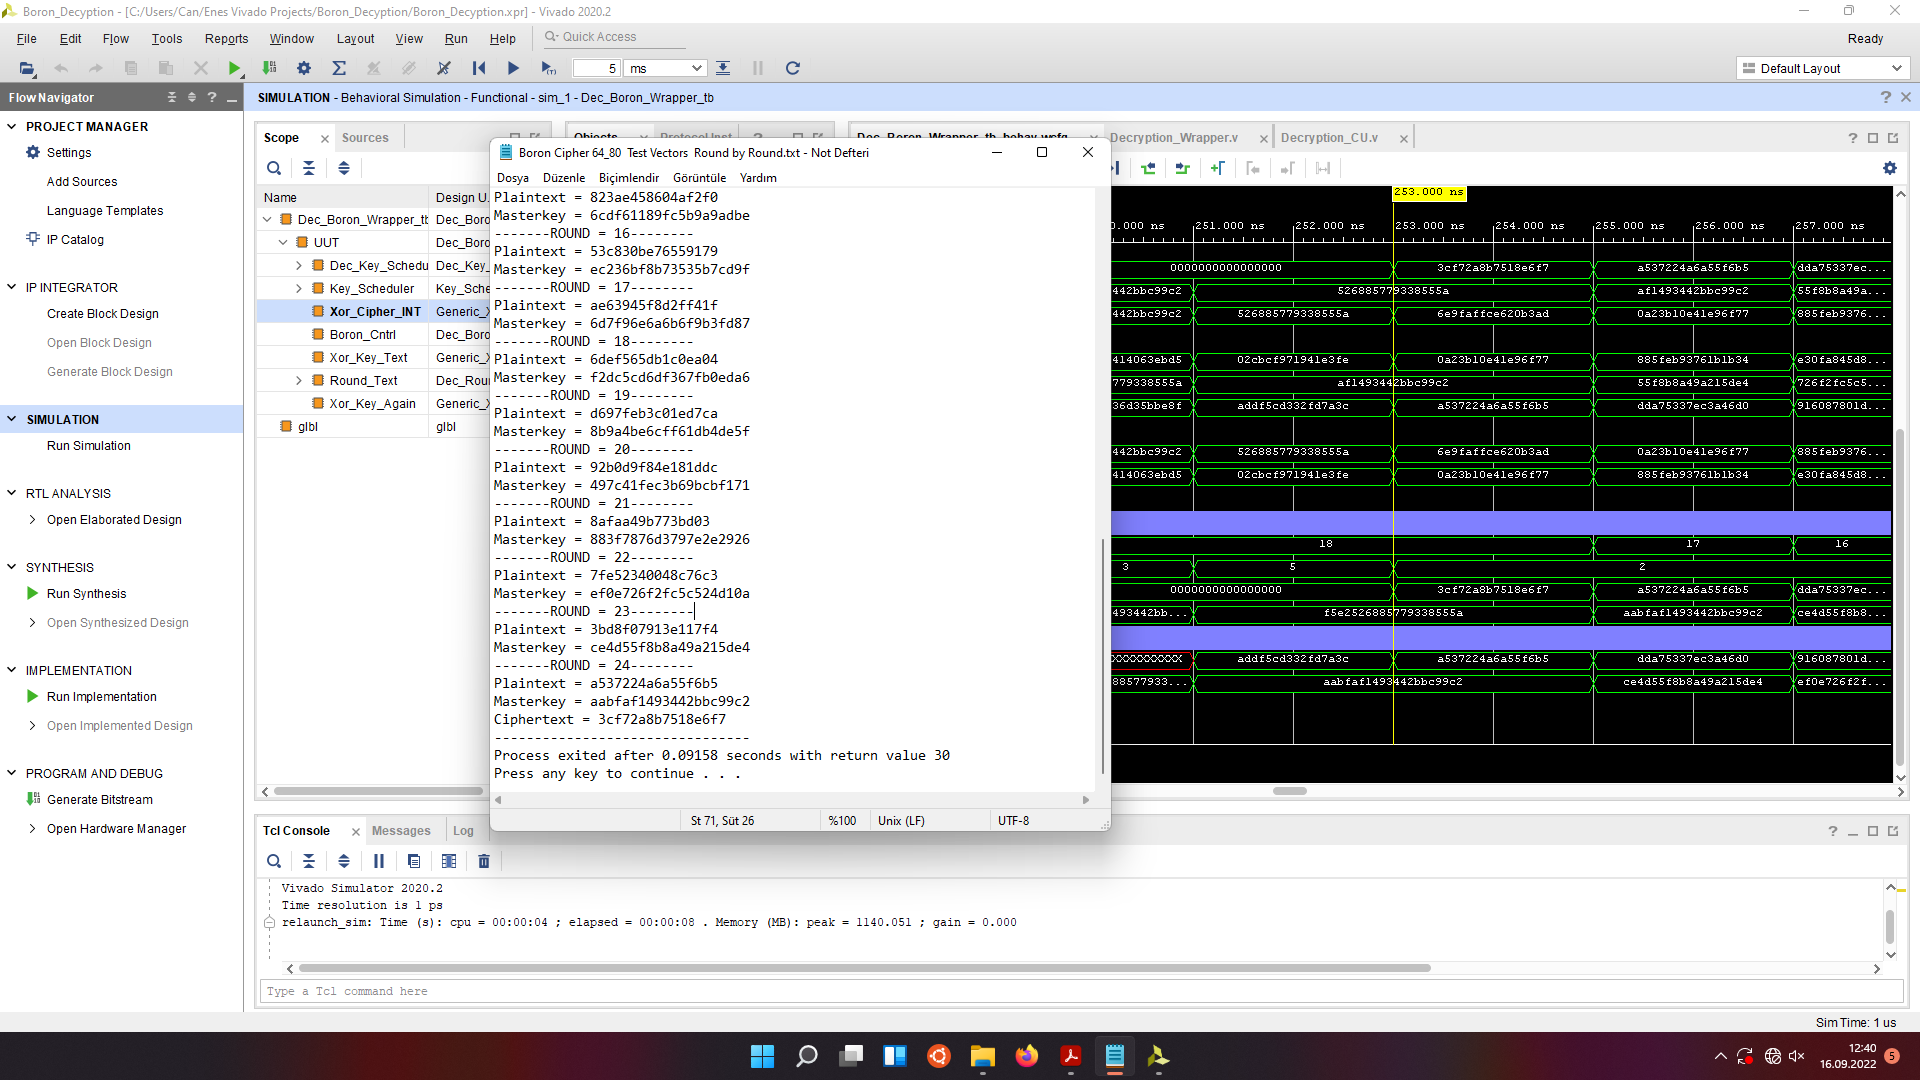 Boron_Decyption - [C:/Users/Can/Enes Vivado Projects/Boron_Decyption/Boron_Decyption.xpr] - Vivado 2020.2
File Edit Flow Tools Reports Window Layout View Run Help Quick Access Ready
5 ms Default Layout
Flow Navigator
SIMULATION - Behavioral Simulation - Functional - sim_1 - Dec_Boron_Wrapper_tb
PROJECT MANAGER
Settings
Add Sources
Language Templates
IP Catalog
IP INTEGRATOR
Create Block Design
Open Block Design
Generate Block Design
SIMULATION
Run Simulation
RTL ANALYSIS
Open Elaborated Design
SYNTHESIS
Run Synthesis
Open Synthesized Design
IMPLEMENTATION
Run Implementation
Open Implemented Design
PROGRAM AND DEBUG
Generate Bitstream
Open Hardware Manager
Scope Sources
Name Design U
Dec_Boron_Wrapper_tb Dec_Boro
UUT Dec_Boro
Dec_Key_Schedu Dec_Key_
Key_Scheduler Key_Sche
Xor_Cipher_INT Generic_X
Boron_Cntrl Dec_Boro
Xor_Key_Text Generic_X
Round_Text Dec_Rou
Xor_Key_Again Generic_X
glbl glbl
Decryption_Wrapper.v Decryption_CU.v
Boron Cipher 64_80 Test Vectors Round by Round.txt - Not Defteri
Dosya Düzenle Biçimlendir Görüntüle Yardım
Plaintext = 823ae458604af2f0
Masterkey = 6cdf61189fc5b9a9adbe
-------ROUND = 16--------
Plaintext = 53c830be76559179
Masterkey = ec236bf8b73535b7cd9f
-------ROUND = 17--------
Plaintext = ae63945f8d2ff41f
Masterkey = 6d7f96e6a6b6f9b3fd87
-------ROUND = 18--------
Plaintext = 6def565db1c0ea04
Masterkey = f2dc5cd6df367fb0eda6
-------ROUND = 19--------
Plaintext = d697feb3c01ed7ca
Masterkey = 8b9a4be6cff61db4de5f
-------ROUND = 20--------
Plaintext = 92b0d9f84e181ddc
Masterkey = 497c41fec3b69bcbf171
-------ROUND = 21--------
Plaintext = 8afaa49b773bd03
Masterkey = 883f7876d3797e2e2926
-------ROUND = 22--------
Plaintext = 7fe52340048c76c3
Masterkey = ef0e726f2fc5c524d10a
-------ROUND = 23--------
Plaintext = 3bd8f07913e117f4
Masterkey = ce4d55f8b8a49a215de4
-------ROUND = 24--------
Plaintext = a537224a6a55f6b5
Masterkey = aabfaf1493442bbc99c2
Ciphertext = 3cf72a8b7518e6f7
--------------------------------
Process exited after 0.09158 seconds with return value 30
Press any key to continue . . .
St 71, Süt 26 %100 Unix (LF) UTF-8
253.000 ns
0.000 ns 251.000 ns 252.000 ns 253.000 ns 254.000 ns 255.000 ns 256.000 ns 257.000 ns
0000000000000000 3cf72a8b7518e6f7 a537224a6a55f6b5 dda75337ec...
442bbc99c2 526885779338555a af1493442bbc99c2 55f8b8a49a...
442bbc99c2 526885779338555a 6e9faffce620b3ad 0a23b10e41e96f77 885feb9376...
414063ebd5 02cbcf971941e3fe 0a23b10e41e96f77 885feb93761b1b34 e30fa845d8...
779338555a af1493442bbc99c2 55f8b8a49a215de4 726f2fc5c5...
36d35bbe8f addf5cd332fd7a3c a537224a6a55f6b5 dda75337ec3a46d0 916087801d...
442bbc99c2 526885779338555a 6e9faffce620b3ad 0a23b10e41e96f77 885feb9376...
414063ebd5 02cbcf971941e3fe 0a23b10e41e96f77 885feb93761b1b34 e30fa845d8...
18 17 16
3 5 2
0000000000000000 3cf72a8b7518e6f7 a537224a6a55f6b5 dda75337ec...
493442bb... f5e2526885779338555a aabfaf1493442bbc99c2 ce4d55f8b8...
XXXXXXXXXX addf5cd332fd7a3c a537224a6a55f6b5 dda75337ec3a46d0 916087801d...
88577933... aabfaf1493442bbc99c2 ce4d55f8b8a49a215de4 ef0e726f2f...
Tcl Console Messages Log
Vivado Simulator 2020.2
Time resolution is 1 ps
relaunch_sim: Time (s): cpu = 00:00:04 ; elapsed = 00:00:08 . Memory (MB): peak = 1140.051 ; gain = 0.000
Type a Tcl command here
Sim Time: 1 us
12:40
16.09.2022
5